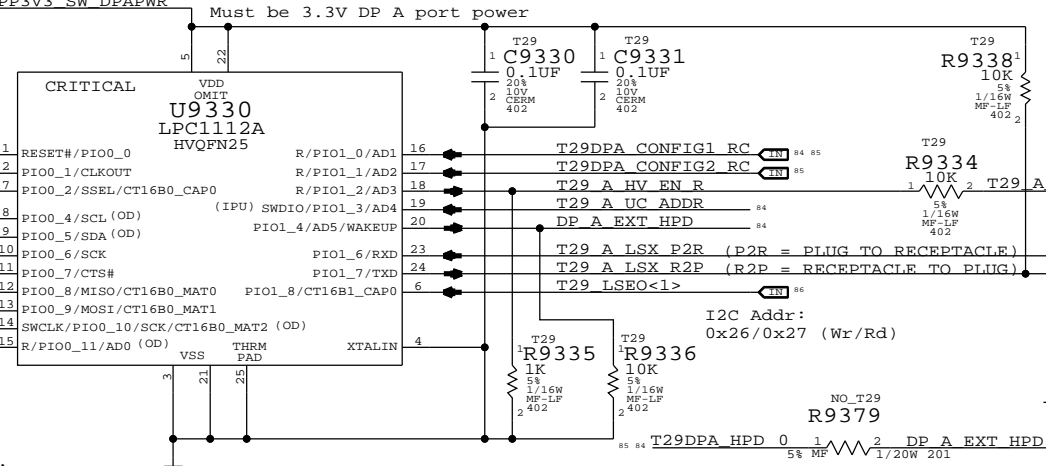 PP3V3_SW_DPAPWR
Must be 3.3V DP A port power
5
22
CRITICAL
VDD
OMIT
U9330
LPC1112A
HVQFN25
1 RESET#/PIO0_0
2 PIO0_1/CLKOUT
7 PIO0_2/SSEL/CT16B0_CAP0
8 PIO0_4/SCL (OD)
9 PIO0_5/SDA (OD)
10 PIO0_6/SCK
11 PIO0_7/CTS#
12 PIO0_8/MISO/CT16B0_MAT0
13 PIO0_9/MOSI/CT16B0_MAT1
14 SWCLK/PIO0_10/SCK/CT16B0_MAT2 (OD)
15 R/PIO0_11/AD0 (OD)
R/PIO1_0/AD1 16
R/PIO1_1/AD2 17
R/PIO1_2/AD3 18
(IPU) SWDIO/PIO1_3/AD4 19
PIO1_4/AD5/WAKEUP 20
PIO1_6/RXD 23
PIO1_7/TXD 24
PIO1_8/CT16B1_CAP0 6
XTALIN 4
VSS
THRM
PAD
3
21
25
T29
1 C9330
0.1UF
20%
10V
2 CERM
402
T29
1 C9331
0.1UF
20%
10V
2 CERM
402
T29
R9338 1
10K
5%
1/16W
MF-LF
402 2
T29DPA_CONFIG1_RC IN 84 85
T29DPA_CONFIG2_RC IN 85
T29_A_HV_EN_R
T29_A_UC_ADDR 84
DP_A_EXT_HPD 84
T29_A_LSX_P2R (P2R = PLUG TO RECEPTACLE)
T29_A_LSX_R2P (R2P = RECEPTACLE TO PLUG)
T29_LSEO<1> IN 86
T29
R9334
10K
1 2 T29_A
5%
1/16W
MF-LF
402
I2C Addr:
0x26/0x27 (Wr/Rd)
T29
1 R9335
1K
5%
1/16W
MF-LF
2 402
T29
1 R9336
10K
5%
1/16W
MF-LF
2 402
NO_T29
R9379
85 84 T29DPA_HPD 0 1 2 DP_A_EXT_HPD
5% MF 1/20W 201